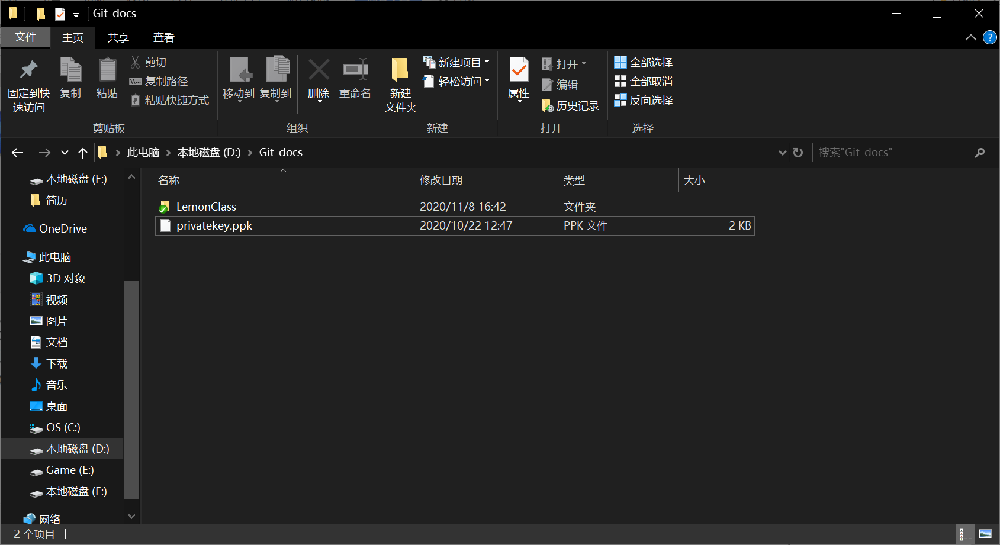 Git_docs
文件 主页 共享 查看
固定到快速访问
复制
粘贴
剪切
复制路径
粘贴快捷方式
剪贴板
移动到
复制到
删除
重命名
组织
新建文件夹
新建项目
轻松访问
新建
属性
打开
编辑
历史记录
打开
全部选择
全部取消
反向选择
选择
此电脑 本地磁盘 (D:) Git_docs
搜索"Git_docs"
本地磁盘 (F:)
简历
OneDrive
此电脑
3D 对象
视频
图片
文档
下载
音乐
桌面
OS (C:)
本地磁盘 (D:)
Game (E:)
本地磁盘 (F:)
网络
名称 修改日期 类型 大小
LemonClass 2020/11/8 16:42 文件夹
privatekey.ppk 2020/10/22 12:47 PPK 文件 2 KB
2 个项目